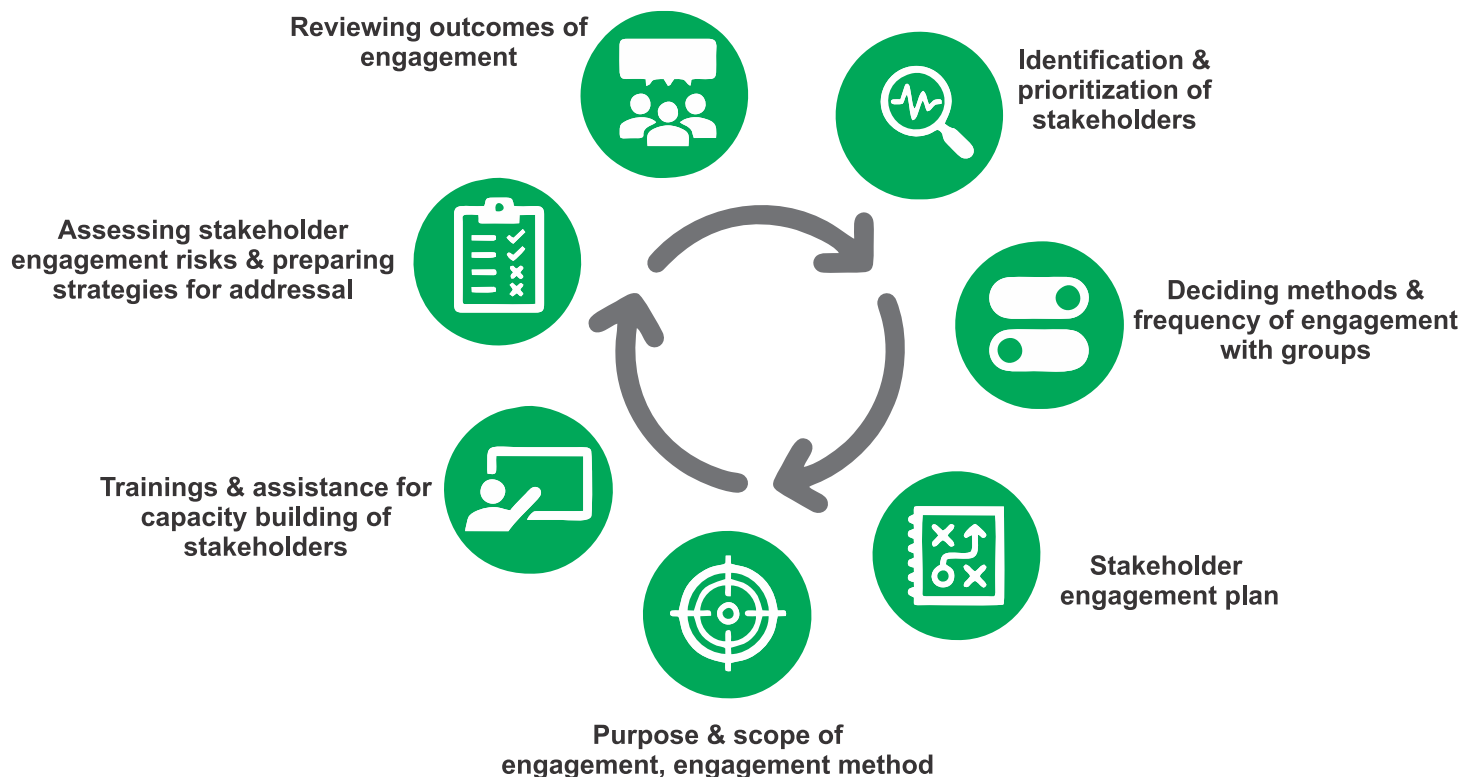 Reviewing outcomes of
engagement
Identification &
prioritization of
stakeholders
Deciding methods &
frequency of engagement
with groups
Stakeholder
engagement plan
Purpose & scope of
engagement, engagement method
Trainings & assistance for
capacity building of
stakeholders
Assessing stakeholder
engagement risks & preparing
strategies for addressal